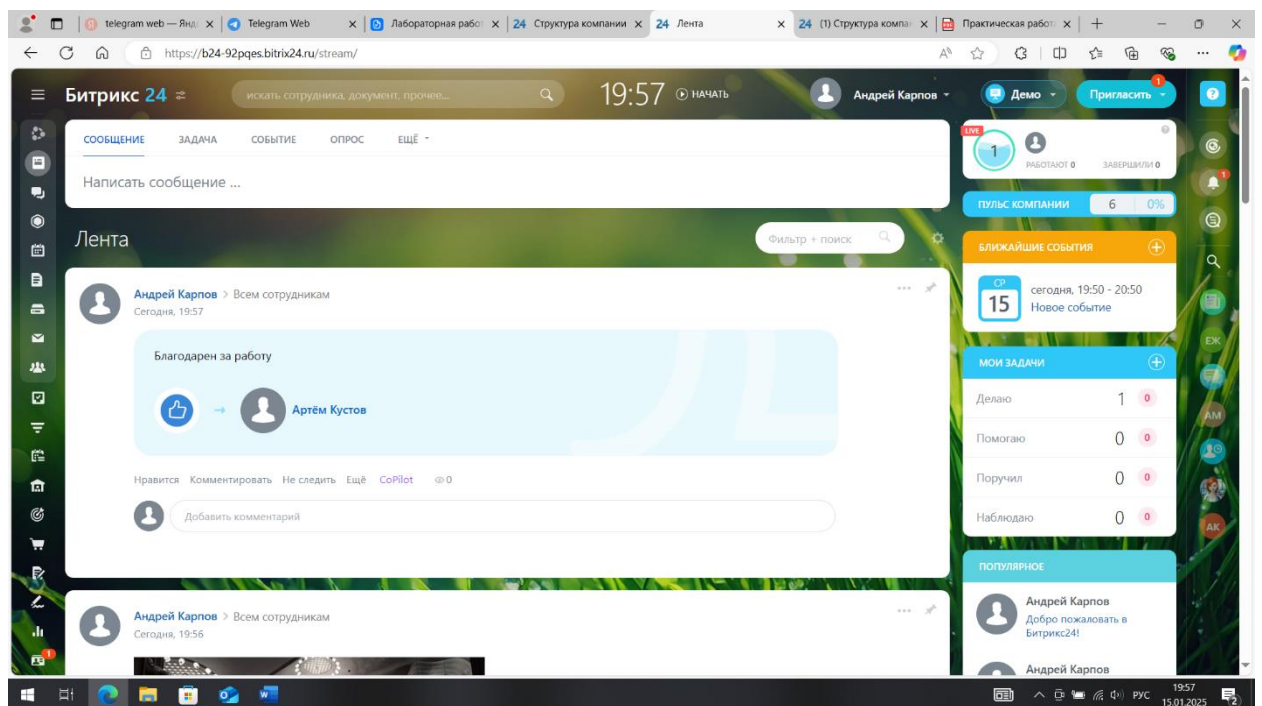 telegram web — Янд
Telegram Web
Лабораторная работ
24 Структура компании
24 Лента
24 (1) Структура компан
Практическая работ
https://b24-92pqes.bitrix24.ru/stream/
Битрикс 24
искать сотрудника, документ, прочее...
19:57 НАЧАТЬ
Андрей Карпов
Демо
Пригласить
1
СООБЩЕНИЕ ЗАДАЧА СОБЫТИЕ ОПРОС ЕЩЁ
Написать сообщение ...
Лента
Фильтр + поиск
Андрей Карпов > Всем сотрудникам
Сегодня, 19:57
Благодарен за работу
Артём Кустов
Нравится Комментировать Не следить Ещё CoPilot 0
Добавить комментарий
Андрей Карпов > Всем сотрудникам
Сегодня, 19:56
LIVE
1
РАБОТАЮТ 0 ЗАВЕРШИЛИ 0
ПУЛЬС КОМПАНИИ 6 0%
БЛИЖАЙШИЕ СОБЫТИЯ
СР
15
сегодня, 19:50 - 20:50
Новое событие
МОИ ЗАДАЧИ
Делаю 1 0
Помогаю 0 0
Поручил 0 0
Наблюдаю 0 0
ПОПУЛЯРНОЕ
Андрей Карпов
Добро пожаловать в
Битрикс24!
Андрей Карпов
1
ЕЖ
АМ
АК
1
РУС
19:57
15.01.2025
2